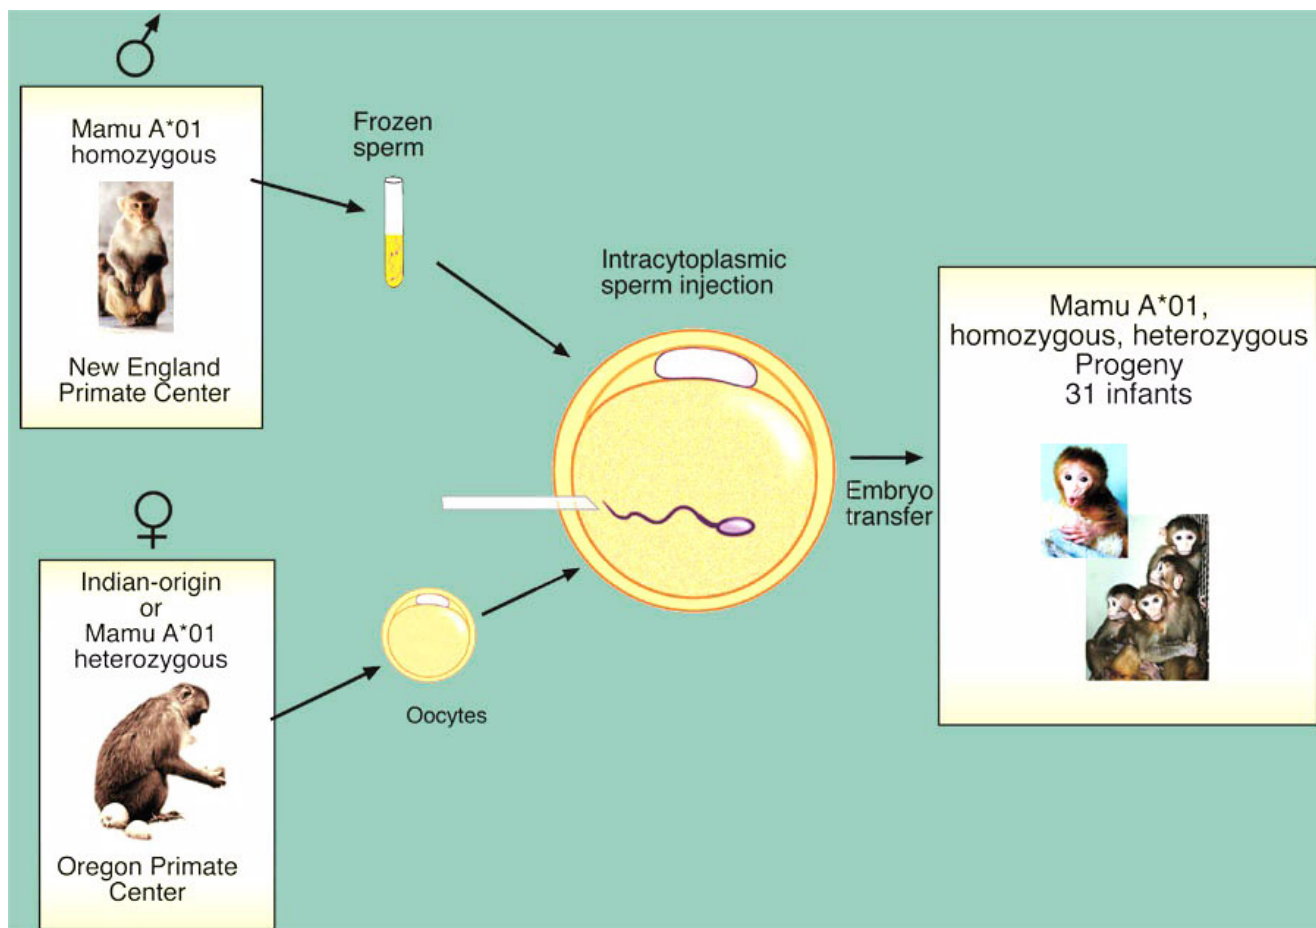 Mamu A*01
homozygous
New England
Primate Center
Frozen
sperm
Intracytoplasmic
sperm injection
Indian-origin
or
Mamu A*01
heterozygous
Oregon Primate
Center
Oocytes
Embryo
transfer
Mamu A*01,
homozygous, heterozygous
Progeny
31 infants